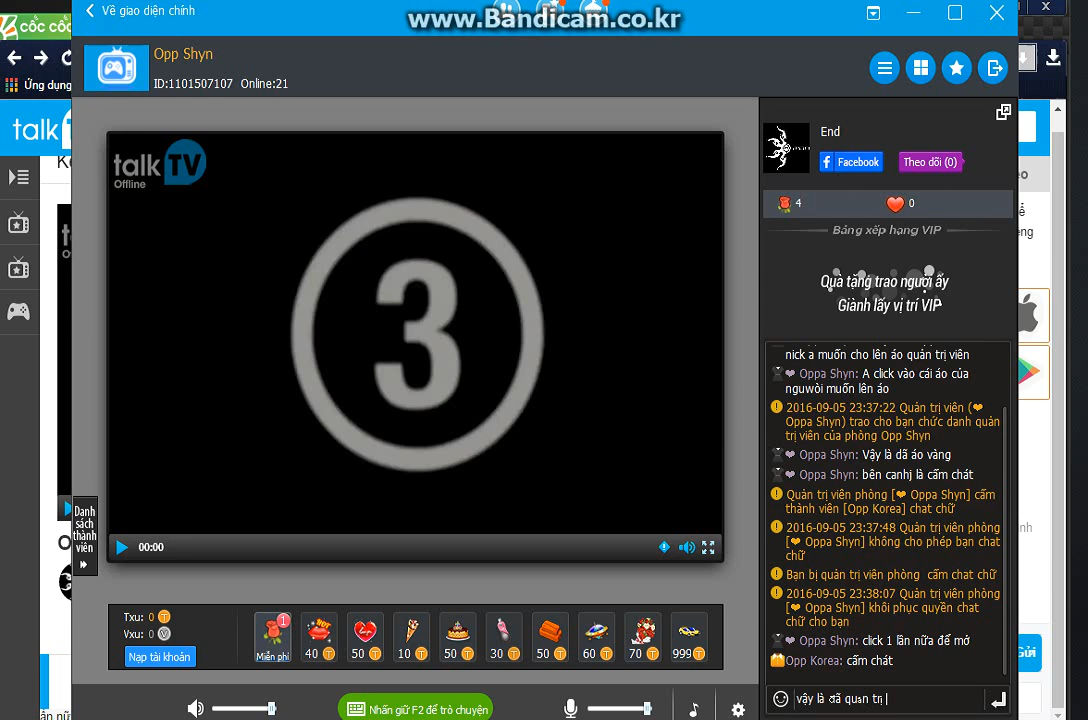 Về giao diện chính
www.Bandicam.co.kr
cốc cốc
Ứng dụng
talk
Opp Shyn
ID:1101507107 Online:21
talkTV
Offline
3
00:00
Danh
sách
thành
viên
End
Facebook
Theo dõi (0)
4
0
Bảng xếp hạng VIP
Quà tặng trao người ấy
Giành lấy vị trí VIP
nick a muốn cho lên áo quản trị viên
❤ Oppa Shyn: A click vào cái áo của
nguwòi muốn lên áo
2016-09-05 23:37:22 Quản trị viên (❤
Oppa Shyn) trao cho bạn chức danh quản
trị viên của phòng Opp Shyn
❤ Oppa Shyn: Vậy là đã áo vàng
❤ Oppa Shyn: bên canhj là cấm chát
Quản trị viên phòng [❤ Oppa Shyn] cấm
thành viên [Opp Korea] chat chữ
2016-09-05 23:37:48 Quản trị viên phòng
[❤ Oppa Shyn] không cho phép bạn chat
chữ
Bạn bị quản trị viên phòng cấm chat chữ
2016-09-05 23:38:07 Quản trị viên phòng
[❤ Oppa Shyn] khôi phục quyền chat
chữ cho bạn
❤ Oppa Shyn: click 1 lần nữa để mở
Opp Korea: cấm chát
vậy là đã quản trị
Txu: 0
Vxu: 0
Nạp tài khoản
1
Miễn phí
40
50
10
50
30
50
60
70
999
Nhấn giữ F2 để trò chuyện
Gửi